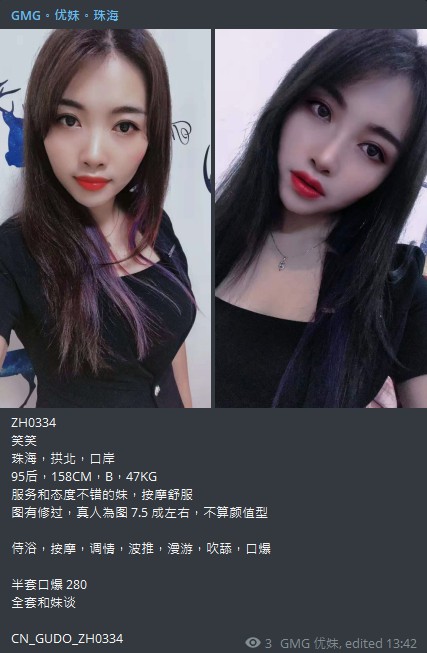 GMG。优妹。珠海
ZH0334
笑笑
珠海，拱北，口岸
95后，158CM，B，47KG
服务和态度不错的妹，按摩舒服
图有修过，真人為图 7.5 成左右，不算颜值型
侍浴，按摩，调情，波推，漫游，吹舔，口爆
半套口爆 280
全套和妹谈
CN_GUDO_ZH0334
3 GMG 优妹, edited 13:42